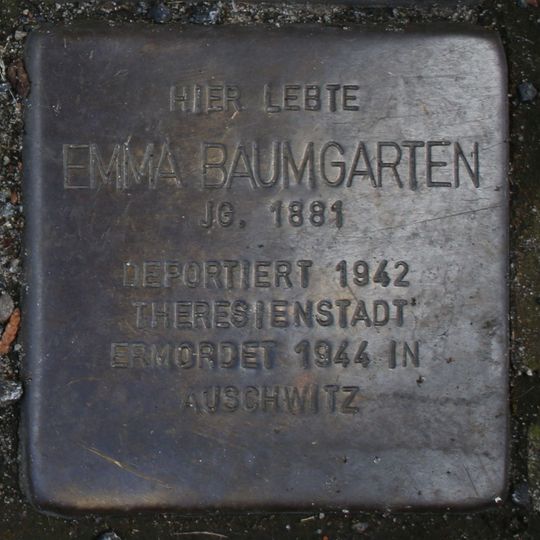 HIER LEBTE
EMMA BAUMGARTEN
JG. 1881
DEPORTIERT 1942
THERESIENSTADT
ERMORDET 1944 IN
AUSCHWITZ